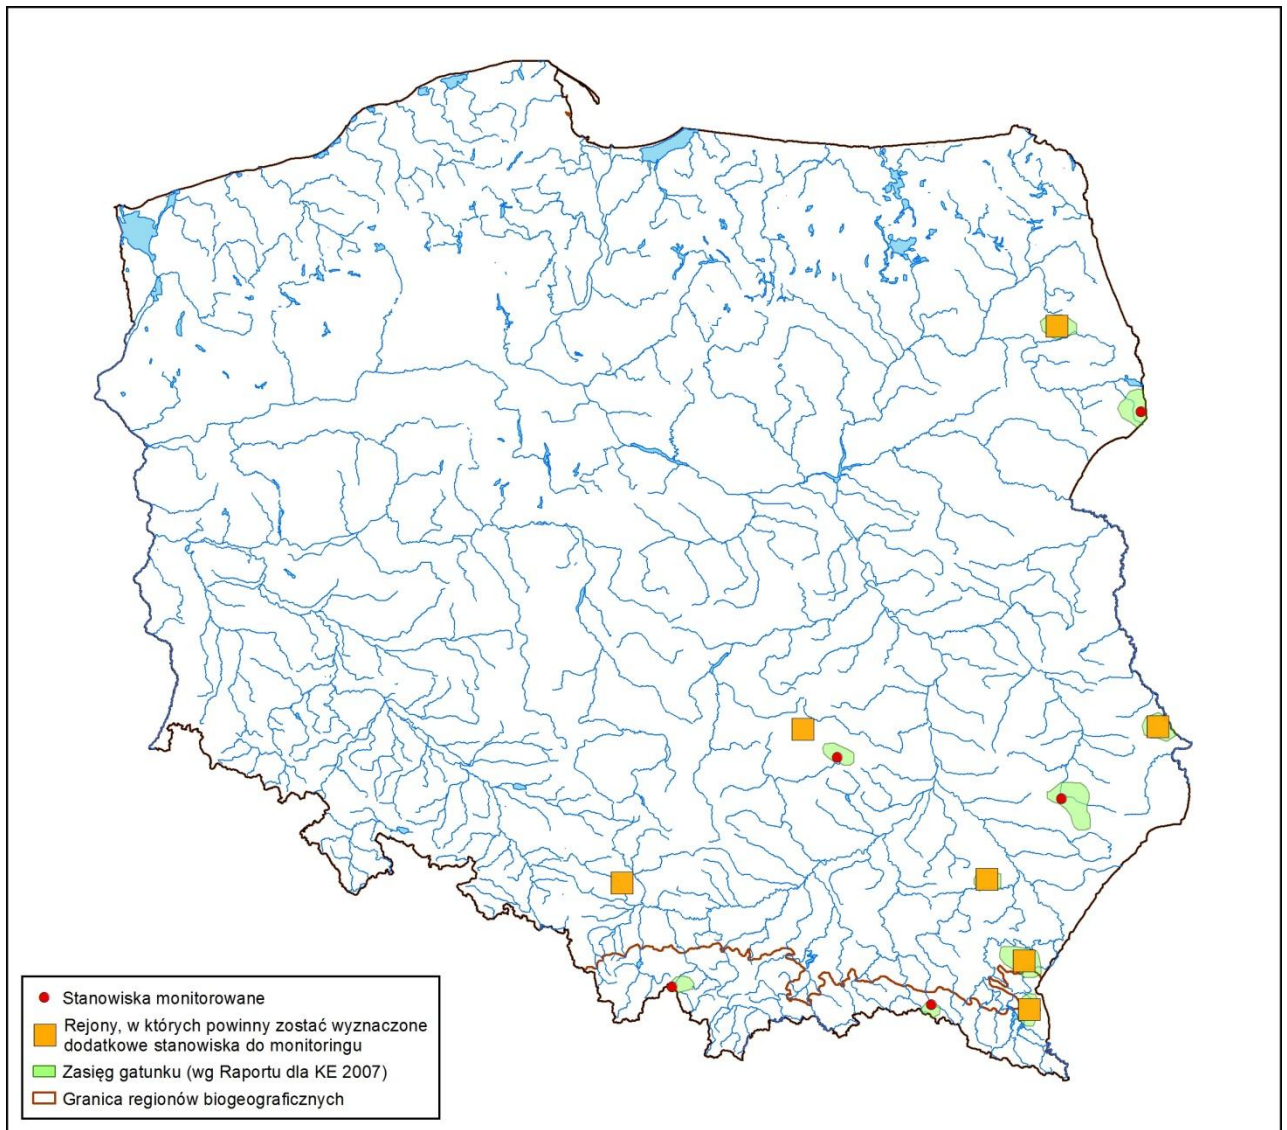 Stanowiska monitorowane
Rejony, w których powinny zostać wyznaczone
dodatkowe stanowiska do monitoringu
Zasięg gatunku (wg Raportu dla KE 2007)
Granica regionów biogeograficznych